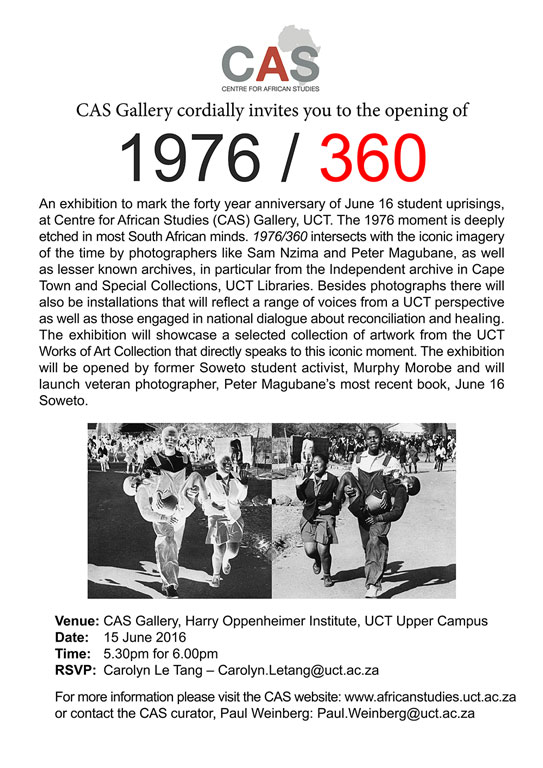 CAS
CENTRE FOR AFRICAN STUDIES
CAS Gallery cordially invites you to the opening of
1976 / 360
An exhibition to mark the forty year anniversary of June 16 student uprisings,
at Centre for African Studies (CAS) Gallery, UCT. The 1976 moment is deeply
etched in most South African minds. 1976/360 intersects with the iconic imagery
of the time by photographers like Sam Nzima and Peter Magubane, as well
as lesser known archives, in particular from the Independent archive in Cape
Town and Special Collections, UCT Libraries. Besides photographs there will
also be installations that will reflect a range of voices from a UCT perspective
as well as those engaged in national dialogue about reconciliation and healing.
The exhibition will showcase a selected collection of artwork from the UCT
Works of Art Collection that directly speaks to this iconic moment. The exhibition
will be opened by former Soweto student activist, Murphy Morobe and will
launch veteran photographer, Peter Magubane's most recent book, June 16
Soweto.
Venue: CAS Gallery, Harry Oppenheimer Institute, UCT Upper Campus
Date: 15 June 2016
Time: 5.30pm for 6.00pm
RSVP: Carolyn Le Tang – Carolyn.Letang@uct.ac.za
For more information please visit the CAS website: www.africanstudies.uct.ac.za
or contact the CAS curator, Paul Weinberg: Paul.Weinberg@uct.ac.za